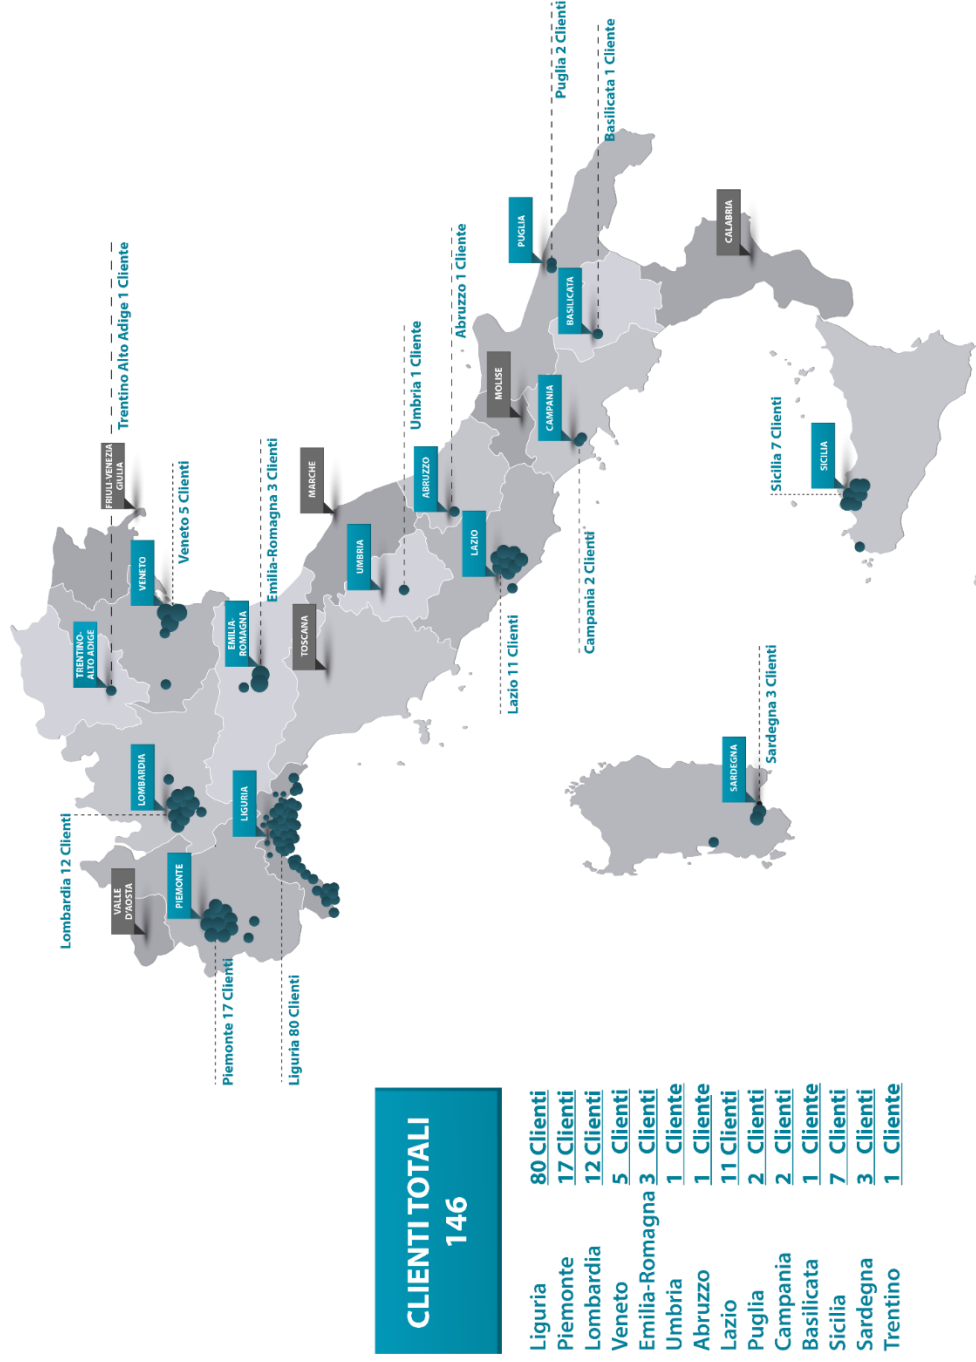 CLIENTI TOTALI
146
Liguria 80 Clienti
Piemonte 17 Clienti
Lombardia 12 Clienti
Veneto 5 Clienti
Emilia-Romagna 3 Clienti
Umbria 1 Cliente
Abruzzo 1 Cliente
Lazio 11 Clienti
Puglia 2 Clienti
Campania 2 Clienti
Basilicata 1 Cliente
Sicilia 7 Clienti
Sardegna 3 Clienti
Trentino 1 Cliente
Lombardia 12 Clienti
Piemonte 17 Clienti
Liguria 80 Clienti
Trentino Alto Adige 1 Cliente
Veneto 5 Clienti
Emilia-Romagna 3 Clienti
Umbria 1 Cliente
Abruzzo 1 Cliente
Lazio 11 Clienti
Campania 2 Clienti
Puglia 2 Clienti
Basilicata 1 Cliente
Sicilia 7 Clienti
Sardegna 3 Clienti
VALLE
D'AOSTA
PIEMONTE
LOMBARDIA
LIGURIA
TRENTINO-
ALTO ADIGE
VENETO
FRIULI-VENEZIA
GIULIA
EMILIA-
ROMAGNA
TOSCANA
MARCHE
UMBRIA
LAZIO
ABRUZZO
MOLISE
CAMPANIA
PUGLIA
BASILICATA
CALABRIA
SICILIA
SARDEGNA